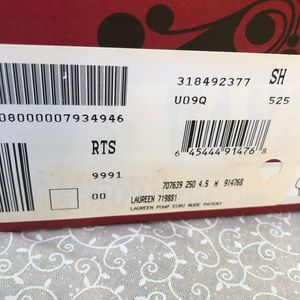 318492377 SH
U09Q 525
08000007934946
RTS
6 45444 91476 8
9991
00
707639 250 4.5 M 914768
LAUREEN 719881
LAUREEN PUMP ECRU NUDE PATENT